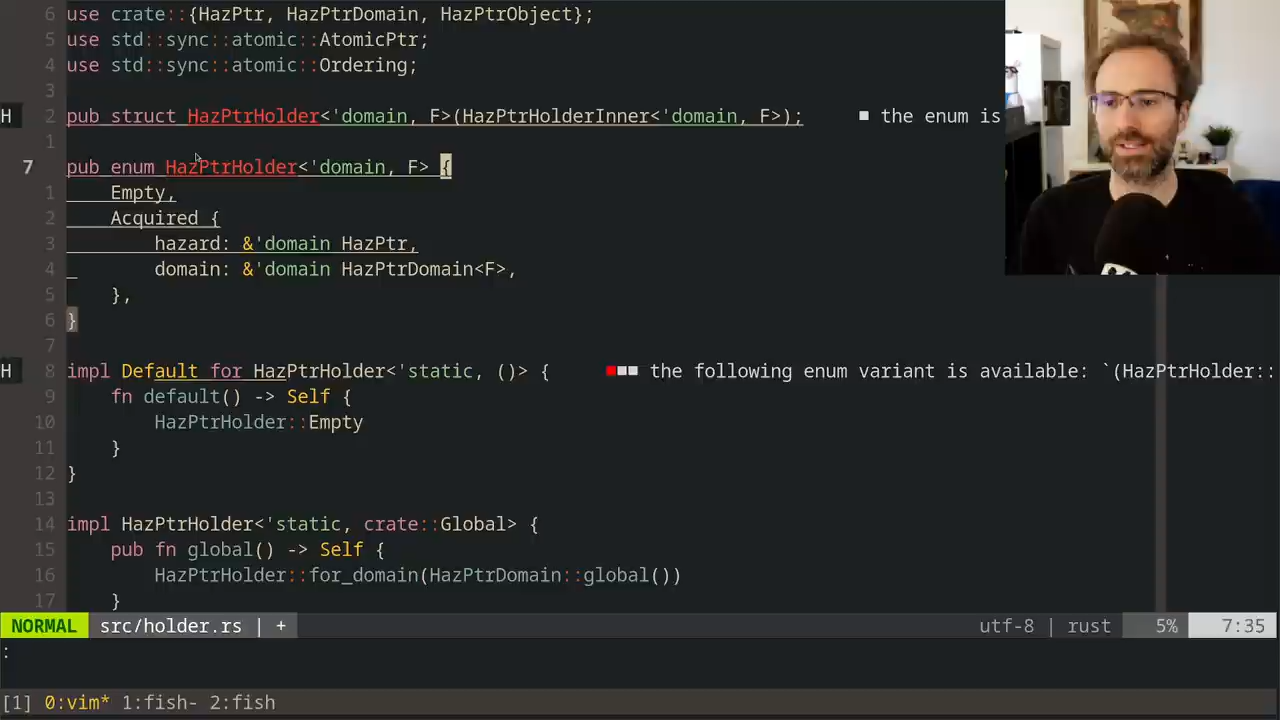 6 use crate::{HazPtr, HazPtrDomain, HazPtrObject};
5 use std::sync::atomic::AtomicPtr;
4 use std::sync::atomic::Ordering;
3
H 2 pub struct HazPtrHolder<'domain, F>(HazPtrHolderInner<'domain, F>); ■ the enum is
1
7 pub enum HazPtrHolder<'domain, F> {
1 Empty,
2 Acquired {
3 hazard: &'domain HazPtr,
4 domain: &'domain HazPtrDomain<F>,
5 },
6 }
7
H 8 impl Default for HazPtrHolder<'static, ()> { ■■■ the following enum variant is available: `(HazPtrHolder::
9 fn default() -> Self {
10 HazPtrHolder::Empty
11 }
12 }
13
14 impl HazPtrHolder<'static, crate::Global> {
15 pub fn global() -> Self {
16 HazPtrHolder::for_domain(HazPtrDomain::global())
17 }
NORMAL src/holder.rs | + utf-8 | rust 5% 7:35
:
[1] 0:vim* 1:fish- 2:fish